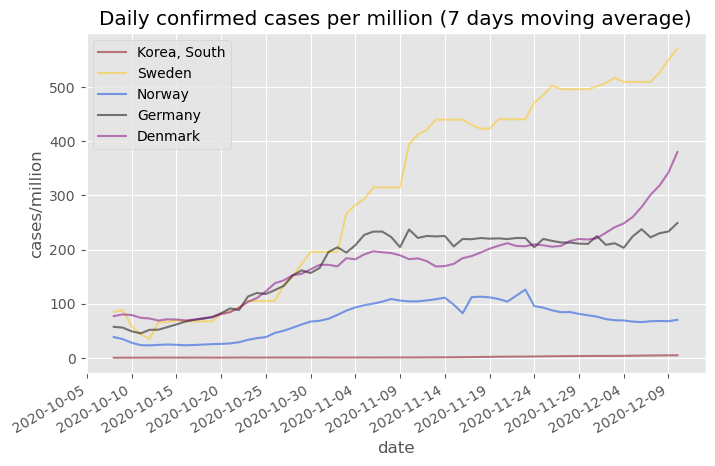 Daily confirmed cases per million (7 days moving average)
Korea, South
Sweden
Norway
Germany
Denmark
cases/million
500
400
300
200
100
0
2020-10-05
2020-10-10
2020-10-15
2020-10-20
2020-10-25
2020-10-30
2020-11-04
2020-11-09
2020-11-14
2020-11-19
2020-11-24
2020-11-29
2020-12-04
2020-12-09
date